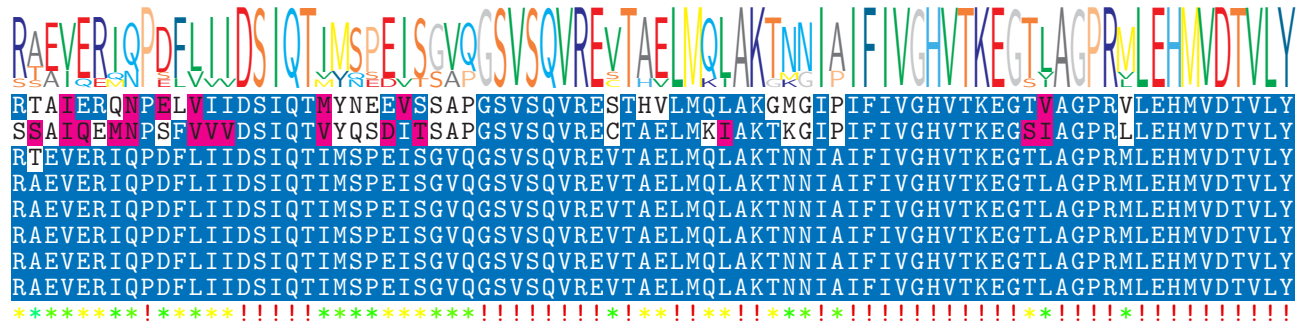 RAEVERIQPDFLIIDSIQTIMSPEISGVQGSVSQVREVTAELMQLAKTNNIAIFIVGHVTKEGTLAGPRMLEHMVDTVLY
RTAIERQNPELVIIDSIQTMYNEEVSSAPGSVSQVRESTHVLMQLAKGMGIPIFIVGHVTKEGTVAGPRVLEHMVDTVLY
SSAIQEMNPSFVVVDSIQTVYQSDITSAPGSVSQVRECTAELMKIAKTKGIPIFIVGHVTKEGSIAGPRLLEHMVDTVLY
RTEVERIQPDFLIIDSIQTIMSPEISGVQGSVSQVREVTAELMQLAKTNNIAIFIVGHVTKEGTLAGPRMLEHMVDTVLY
RAEVERIQPDFLIIDSIQTIMSPEISGVQGSVSQVREVTAELMQLAKTNNIAIFIVGHVTKEGTLAGPRMLEHMVDTVLY
RAEVERIQPDFLIIDSIQTIMSPEISGVQGSVSQVREVTAELMQLAKTNNIAIFIVGHVTKEGTLAGPRMLEHMVDTVLY
RAEVERIQPDFLIIDSIQTIMSPEISGVQGSVSQVREVTAELMQLAKTNNIAIFIVGHVTKEGTLAGPRMLEHMVDTVLY
RAEVERIQPDFLIIDSIQTIMSPEISGVQGSVSQVREVTAELMQLAKTNNIAIFIVGHVTKEGTLAGPRMLEHMVDTVLY
RAEVERIQPDFLIIDSIQTIMSPEISGVQGSVSQVREVTAELMQLAKTNNIAIFIVGHVTKEGTLAGPRMLEHMVDTVLY
********!*****!!!!!**********!!!!!!!!*!**!!**!!***!*!!!!!!!!!!!**!!!!*!!!!!!!!!!